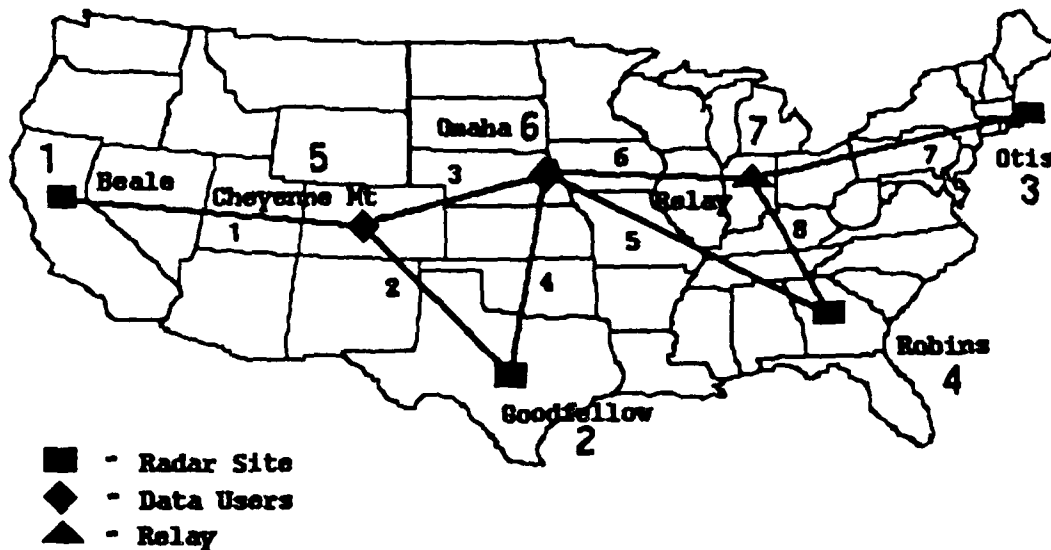 Omaha 6
7
1
5
3
6
7
Otis
3
Beale
Cheyenne Mt
Relay
1
5
8
2
4
Robins
4
Goodfellow
2
- Radar Site
- Data Users
- Relay